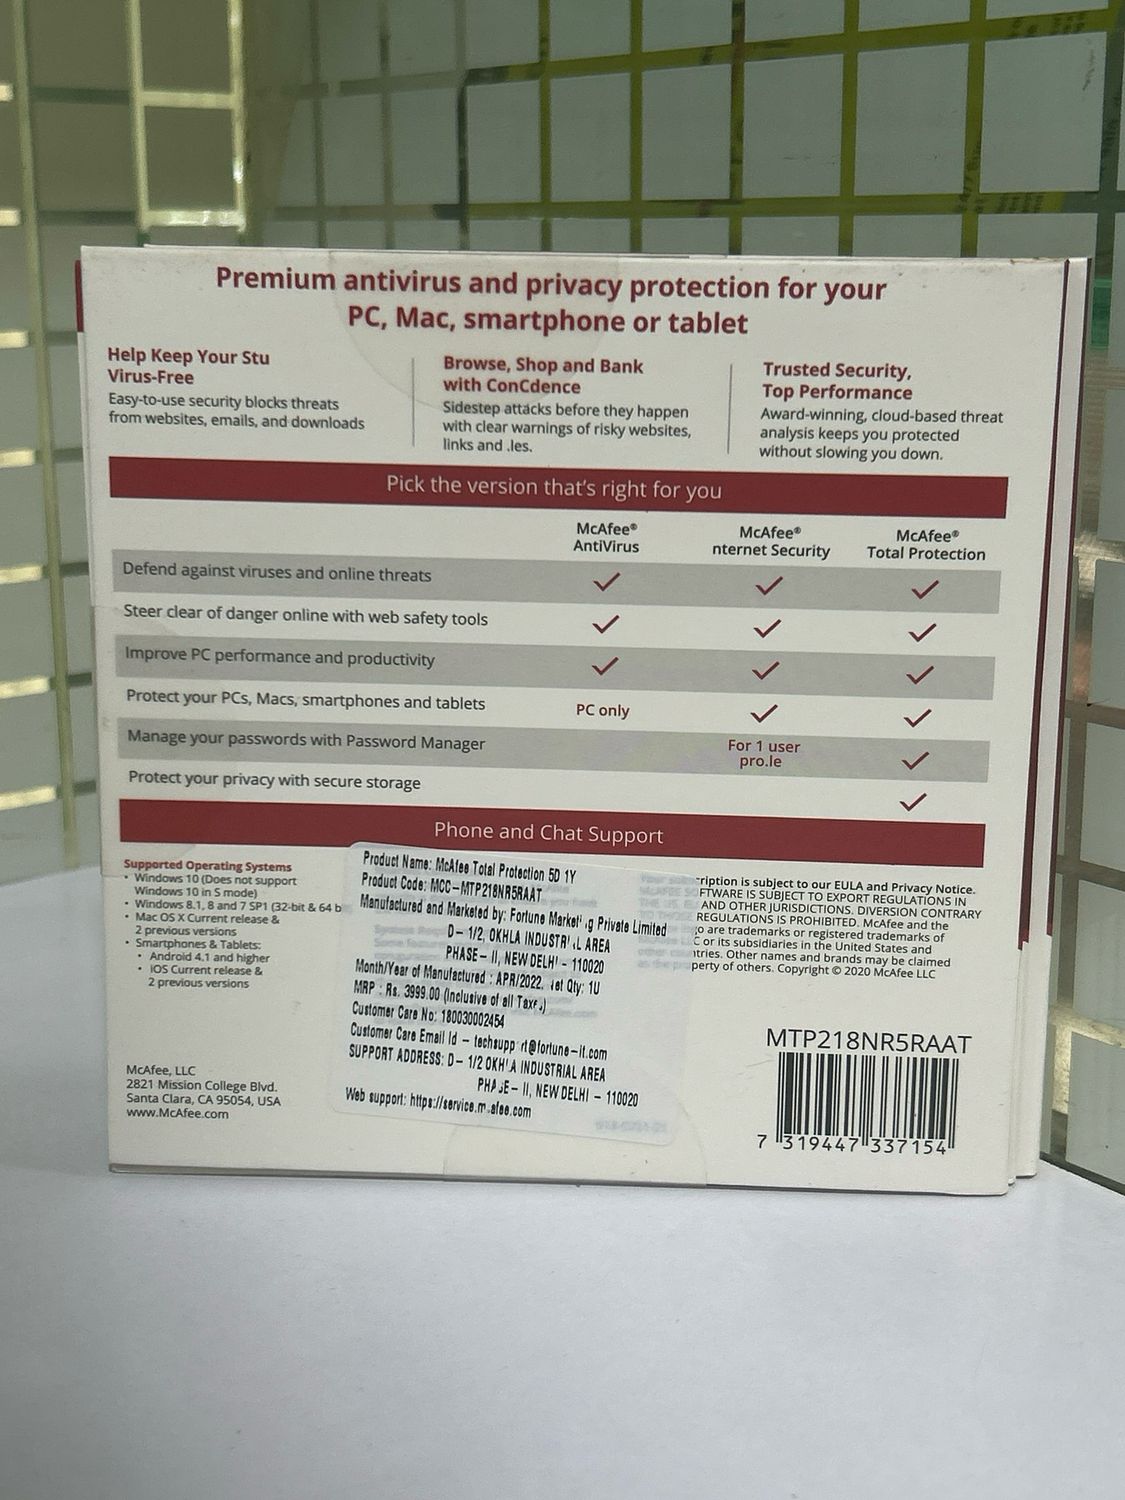 Premium antivirus and privacy protection for your
PC, Mac, smartphone or tablet
Help Keep Your Stu
Virus-Free
Easy-to-use security blocks threats
from websites, emails, and downloads
Browse, Shop and Bank
with ConCdence
Sidestep attacks before they happen
with clear warnings of risky websites,
links and .les.
Trusted Security,
Top Performance
Award-winning, cloud-based threat
analysis keeps you protected
without slowing you down.
Pick the version that's right for you
McAfee®
AntiVirus
McAfee®
nternet Security
McAfee®
Total Protection
Defend against viruses and online threats
Steer clear of danger online with web safety tools
Improve PC performance and productivity
Protect your PCs, Macs, smartphones and tablets
PC only
Manage your passwords with Password Manager
For 1 user
pro.le
Protect your privacy with secure storage
Phone and Chat Support
Supported Operating Systems
• Windows 10 (Does not support
Windows 10 in S mode)
• Windows 8.1, 8 and 7 SP1 (32-bit & 64 b
• Mac OS X Current release &
2 previous versions
• Smartphones & Tablets:
• Android 4.1 and higher
• iOS Current release &
2 previous versions
McAfee, LLC
2821 Mission College Blvd.
Santa Clara, CA 95054, USA
www.McAfee.com
Product Name: McAfee Total Protection 5D 1Y
Product Code: MCC-MTP218NR5RAAT
Manufactured and Marketed by: Fortune Market .g Private Limited
D- 1/2, OKHLA INDUSTRI.L AREA
PHASE- II, NEW DELHI - 110020
Month/Year of Manufactured : APR/2022. et Qty: 1U
MRP : Rs. 3999.00 (Inclusive of all Taxes)
Customer Care No: 180030002454
Customer Care Email Id - techsupp rt@fortune-it.com
SUPPORT ADDRESS: D- 1/2 OKH A INDUSTRIAL AREA
PHASE- II, NEW DELHI - 110020
Web support: https://service.m.afee.com
ription is subject to our EULA and Privacy Notice.
FTWARE IS SUBJECT TO EXPORT REGULATIONS IN
AND OTHER JURISDICTIONS. DIVERSION CONTRARY
REGULATIONS IS PROHIBITED. McAfee and the
o are trademarks or registered trademarks of
C or its subsidiaries in the United States and
tries. Other names and brands may be claimed
perty of others. Copyright © 2020 McAfee LLC
MTP218NR5RAAT
7 319447 337154